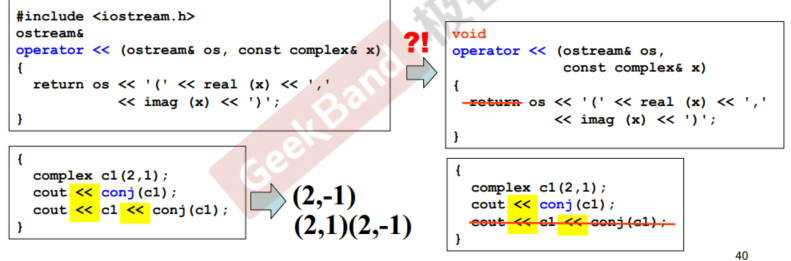 #include <iostream.h>
ostream&
operator << (ostream& os, const complex& x)
{
return os << '(' << real (x) << ','
<< imag (x) << ')';
}
{
complex c1(2,1);
cout << conj(c1);
cout << c1 << conj(c1);
}
(2,-1)
(2,1)(2,-1)
?!
void
operator << (ostream& os,
const complex& x)
{
return os << '(' << real (x) << ','
<< imag (x) << ')';
}
{
complex c1(2,1);
cout << conj(c1);
cout << c1 << conj(c1);
}
GeekBand 极
40